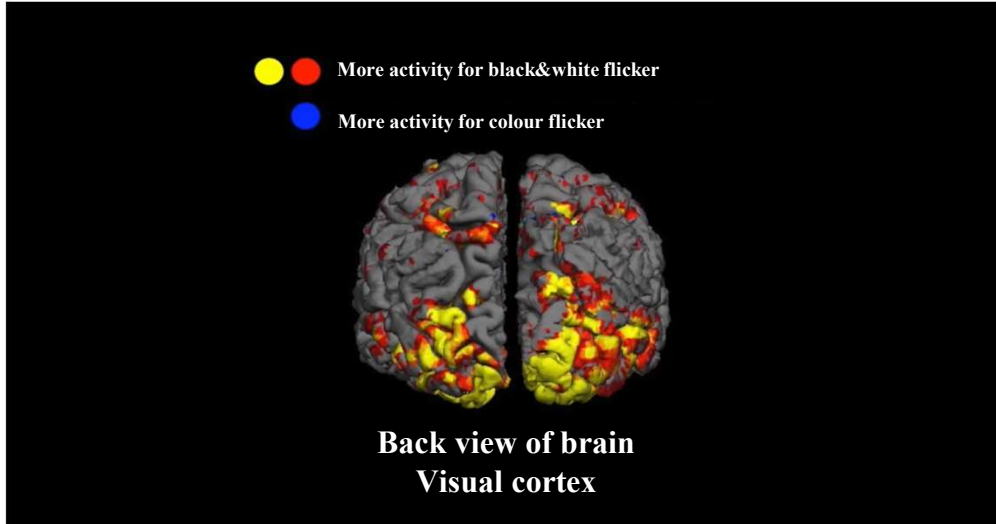 More activity for black&white flicker
More activity for colour flicker
Back view of brain
Visual cortex